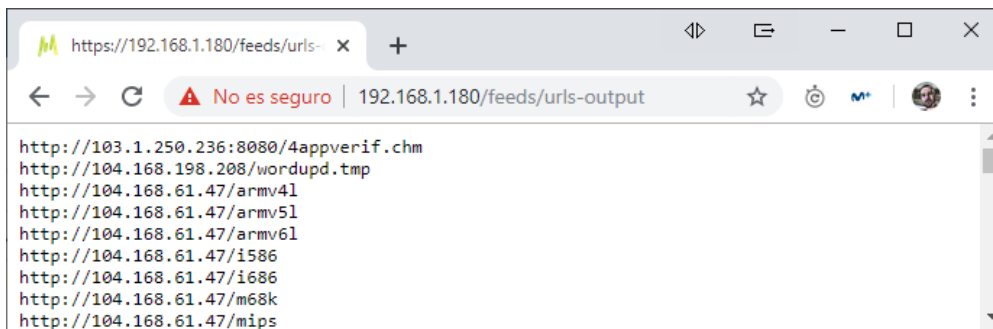 https://192.168.1.180/feeds/urls-
No es seguro | 192.168.1.180/feeds/urls-output
http://103.1.250.236:8080/4appverif.chm
http://104.168.198.208/wordupd.tmp
http://104.168.61.47/armv4l
http://104.168.61.47/armv5l
http://104.168.61.47/armv6l
http://104.168.61.47/i586
http://104.168.61.47/i686
http://104.168.61.47/m68k
http://104.168.61.47/mips